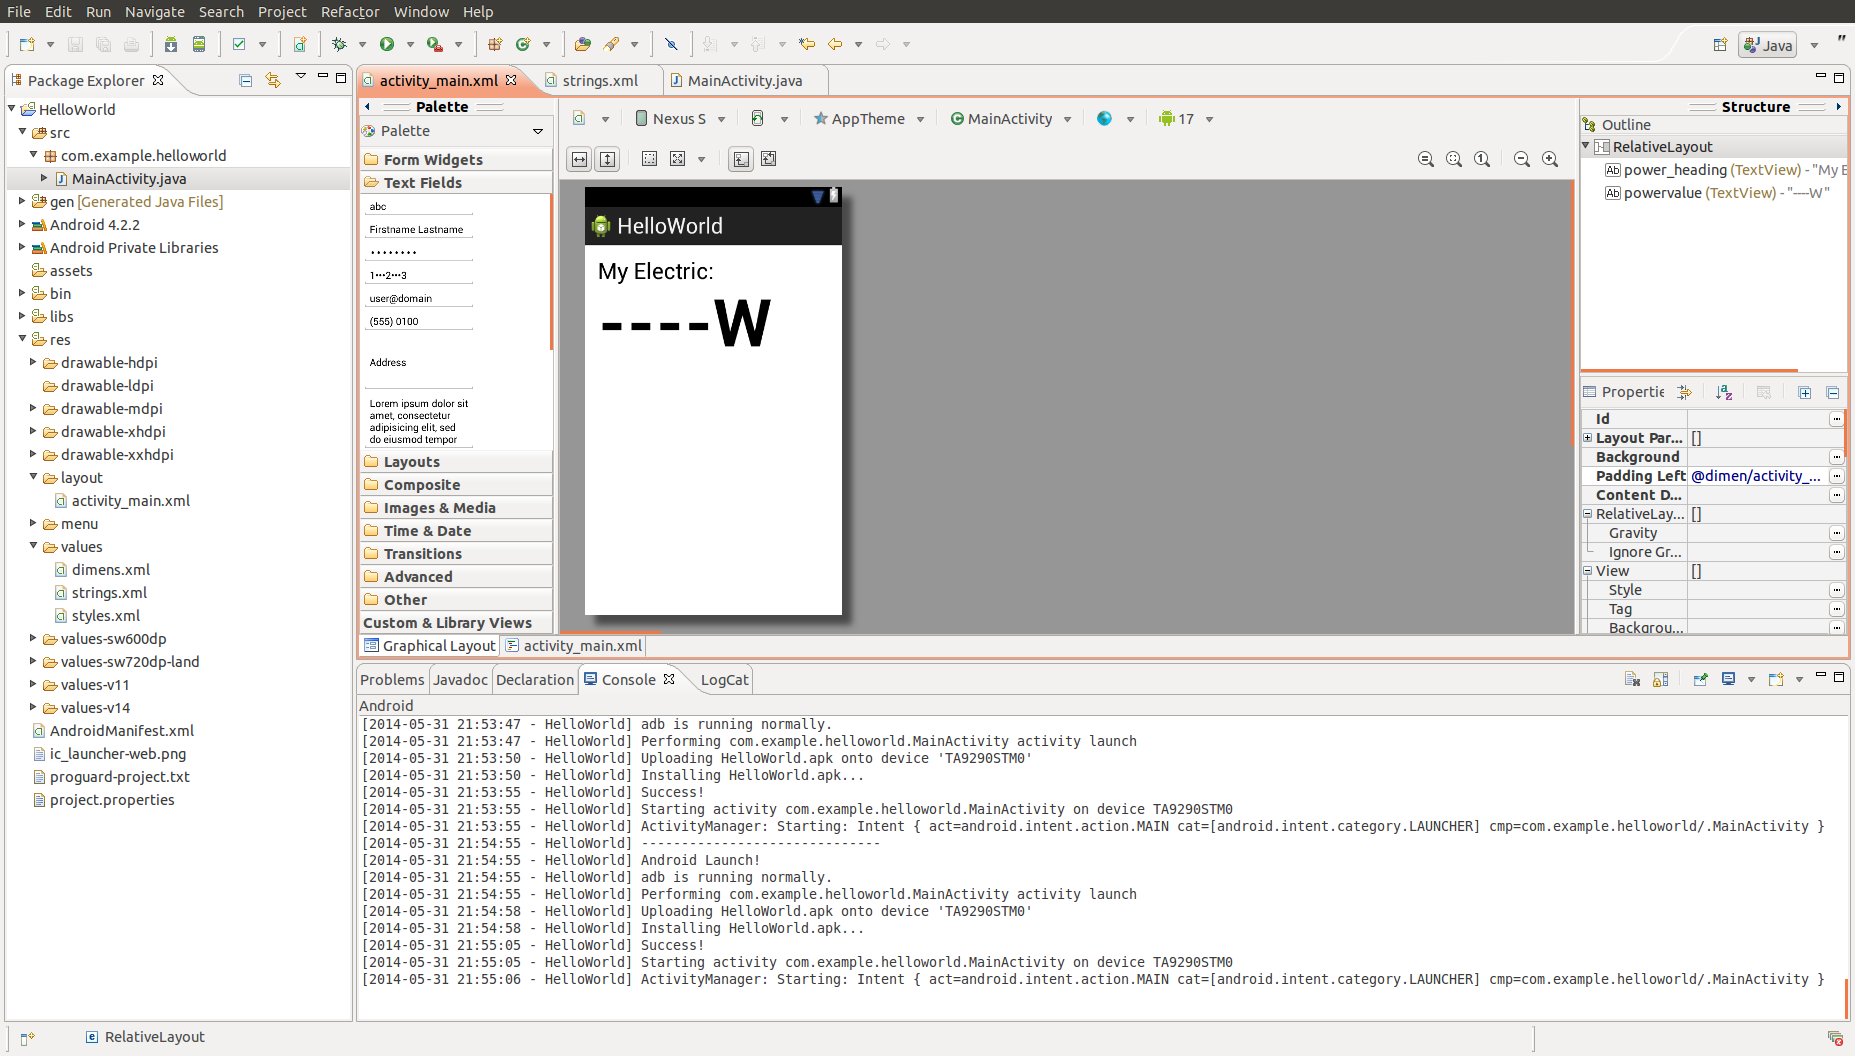 File Edit Run Navigate Search Project Refactor Window Help
Java
Package Explorer
HelloWorld
src
com.example.helloworld
MainActivity.java
gen [Generated Java Files]
Android 4.2.2
Android Private Libraries
assets
bin
libs
res
drawable-hdpi
drawable-ldpi
drawable-mdpi
drawable-xhdpi
drawable-xxhdpi
layout
activity_main.xml
menu
values
dimens.xml
strings.xml
styles.xml
values-sw600dp
values-sw720dp-land
values-v11
values-v14
AndroidManifest.xml
ic_launcher-web.png
proguard-project.txt
project.properties
activity_main.xml strings.xml MainActivity.java
Palette
Palette
Form Widgets
Text Fields
abc
Firstname Lastname
••••••••
1•••2•••3
user@domain
(555) 0100
Address
Lorem ipsum dolor sit
amet, consectetur
adipisicing elit, sed
do eiusmod tempor
Layouts
Composite
Images & Media
Time & Date
Transitions
Advanced
Other
Custom & Library Views
Nexus S AppTheme MainActivity 17
HelloWorld
My Electric:
----W
Graphical Layout activity_main.xml
Structure
Outline
RelativeLayout
power_heading (TextView) - "My E
powervalue (TextView) - "----W"
Propertie
Id
Layout Par... []
Background
Padding Left @dimen/activity_...
Content D...
RelativeLay... []
Gravity
Ignore Gr...
View []
Style
Tag
Backgrou...
Problems Javadoc Declaration Console LogCat
Android
[2014-05-31 21:53:47 - HelloWorld] adb is running normally.
[2014-05-31 21:53:47 - HelloWorld] Performing com.example.helloworld.MainActivity activity launch
[2014-05-31 21:53:50 - HelloWorld] Uploading HelloWorld.apk onto device 'TA9290STM0'
[2014-05-31 21:53:50 - HelloWorld] Installing HelloWorld.apk...
[2014-05-31 21:53:55 - HelloWorld] Success!
[2014-05-31 21:53:55 - HelloWorld] Starting activity com.example.helloworld.MainActivity on device TA9290STM0
[2014-05-31 21:53:55 - HelloWorld] ActivityManager: Starting: Intent { act=android.intent.action.MAIN cat=[android.intent.category.LAUNCHER] cmp=com.example.helloworld/.MainActivity }
[2014-05-31 21:54:55 - HelloWorld] ------------------------------
[2014-05-31 21:54:55 - HelloWorld] Android Launch!
[2014-05-31 21:54:55 - HelloWorld] adb is running normally.
[2014-05-31 21:54:55 - HelloWorld] Performing com.example.helloworld.MainActivity activity launch
[2014-05-31 21:54:58 - HelloWorld] Uploading HelloWorld.apk onto device 'TA9290STM0'
[2014-05-31 21:54:58 - HelloWorld] Installing HelloWorld.apk...
[2014-05-31 21:55:05 - HelloWorld] Success!
[2014-05-31 21:55:05 - HelloWorld] Starting activity com.example.helloworld.MainActivity on device TA9290STM0
[2014-05-31 21:55:06 - HelloWorld] ActivityManager: Starting: Intent { act=android.intent.action.MAIN cat=[android.intent.category.LAUNCHER] cmp=com.example.helloworld/.MainActivity }
RelativeLayout